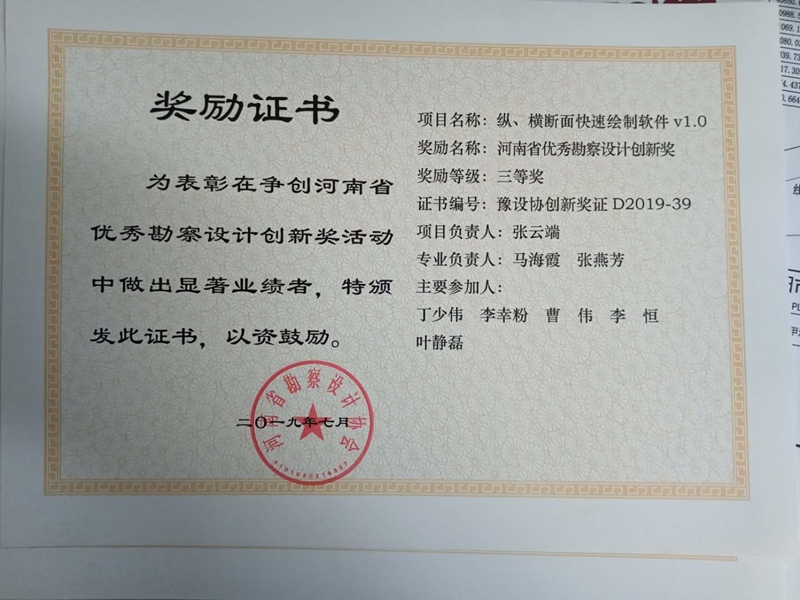 奖励证书
为表彰在争创河南省
优秀勘察设计创新奖活动
中做出显著业绩者，特颁
发此证书，以资鼓励。
二〇一九年七月
河南省勘察设计协会
项目名称：纵、横断面快速绘制软件 v1.0
奖励名称：河南省优秀勘察设计创新奖
奖励等级：三等奖
证书编号：豫设协创新奖证 D2019-39
项目负责人：张云端
专业负责人：马海霞 张燕芳
主要参加人：
丁少伟 李幸粉 曹 伟 李 恒
叶静磊